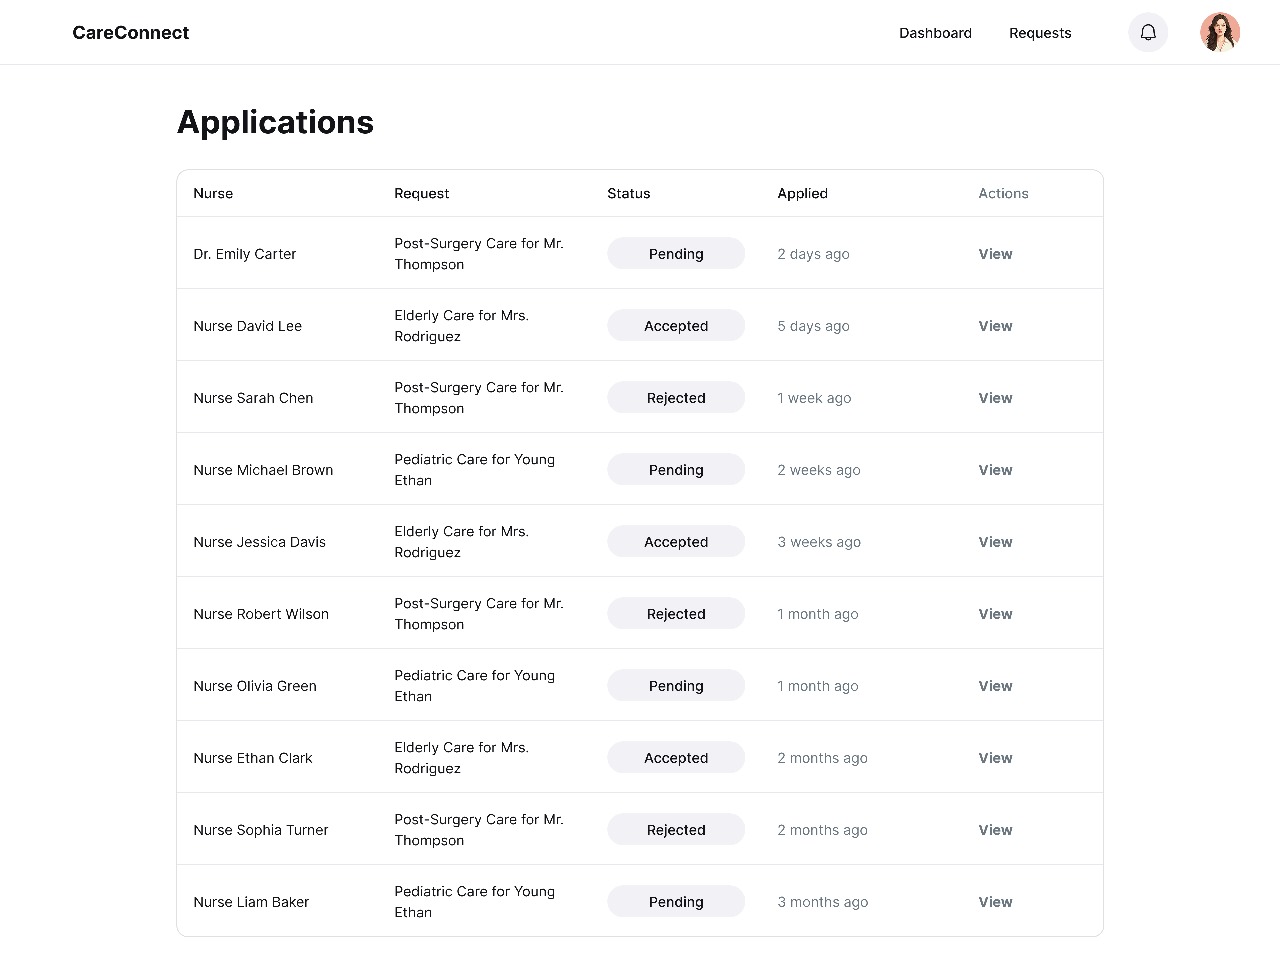 CareConnect
Dashboard
Requests
Applications
Nurse
Request
Status
Applied
Actions
Dr. Emily Carter
Post-Surgery Care for Mr.
Thompson
Pending
2 days ago
View
Nurse David Lee
Elderly Care for Mrs.
Rodriguez
Accepted
5 days ago
View
Nurse Sarah Chen
Post-Surgery Care for Mr.
Thompson
Rejected
1 week ago
View
Nurse Michael Brown
Pediatric Care for Young
Ethan
Pending
2 weeks ago
View
Nurse Jessica Davis
Elderly Care for Mrs.
Rodriguez
Accepted
3 weeks ago
View
Nurse Robert Wilson
Post-Surgery Care for Mr.
Thompson
Rejected
1 month ago
View
Nurse Olivia Green
Pediatric Care for Young
Ethan
Pending
1 month ago
View
Nurse Ethan Clark
Elderly Care for Mrs.
Rodriguez
Accepted
2 months ago
View
Nurse Sophia Turner
Post-Surgery Care for Mr.
Thompson
Rejected
2 months ago
View
Nurse Liam Baker
Pediatric Care for Young
Ethan
Pending
3 months ago
View